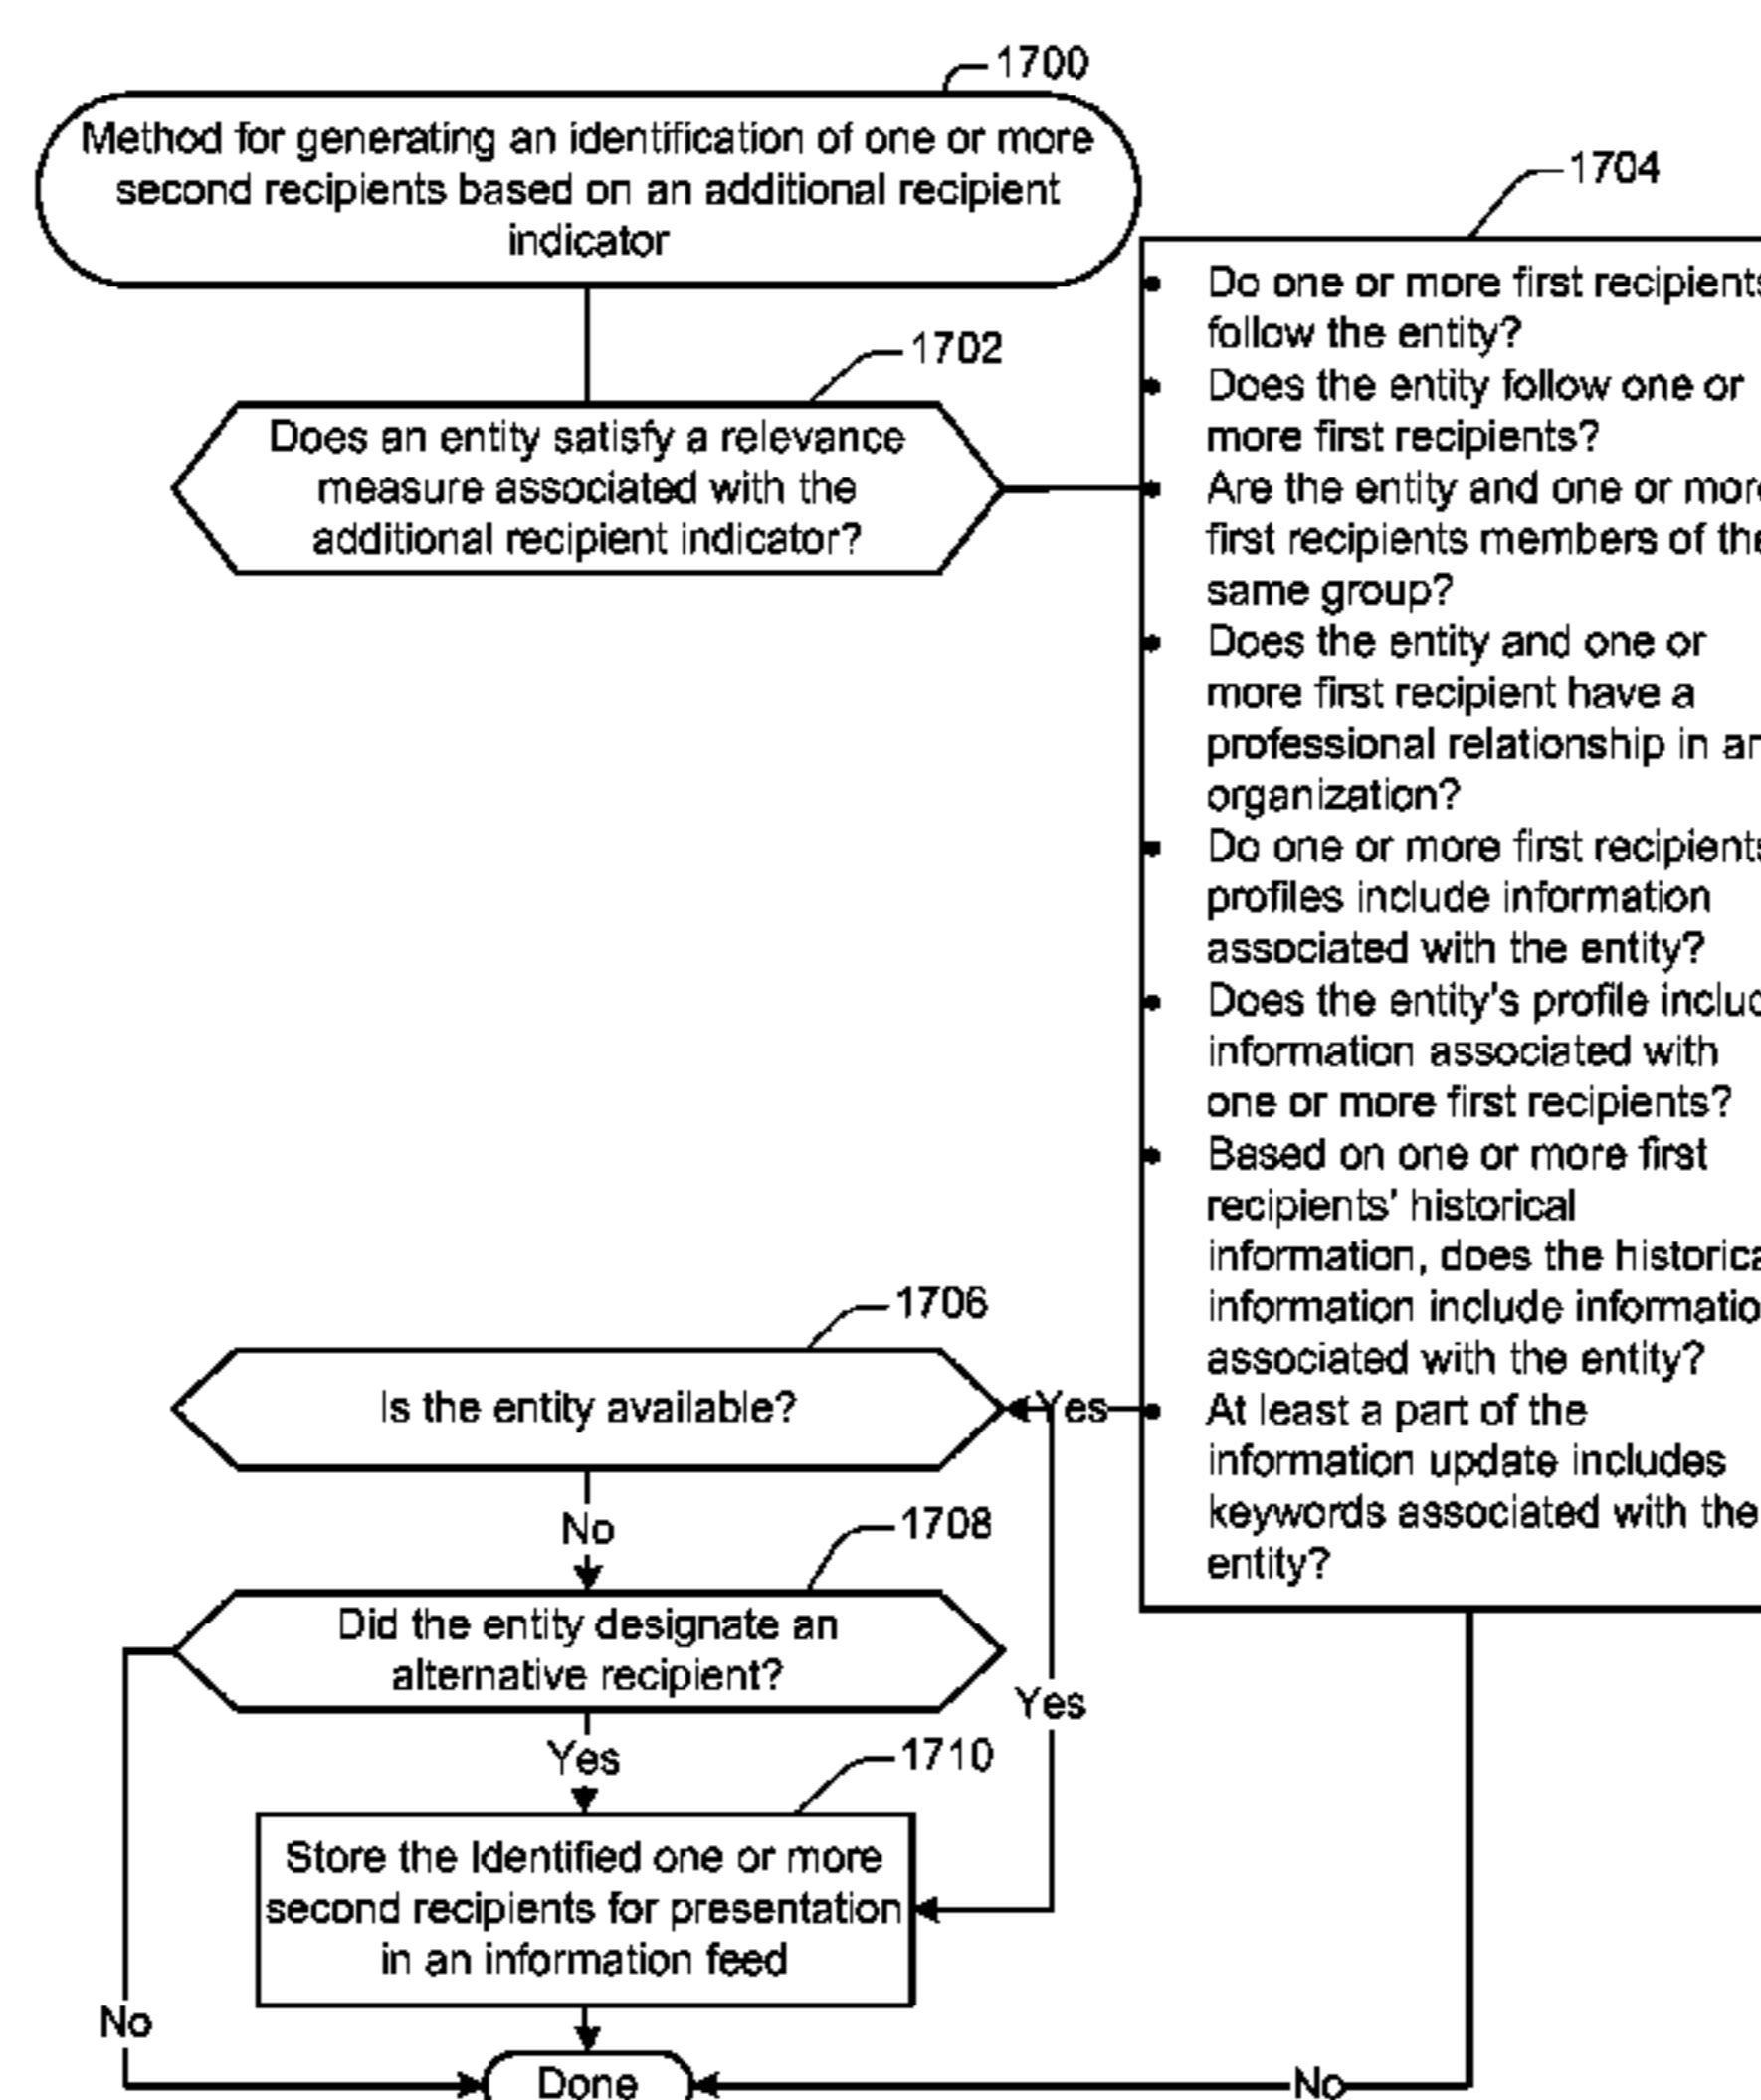 1700
Method for generating an identification of one or more
second recipients based on an additional recipient
indicator
1702
Does an entity satisfy a relevance
measure associated with the
additional recipient indicator?
1704
Do one or more first recipients
follow the entity?
Does the entity follow one or
more first recipients?
Are the entity and one or more
first recipients members of the
same group?
Does the entity and one or
more first recipient have a
professional relationship in an
organization?
Do one or more first recipients
profiles include information
associated with the entity?
Does the entity's profile includ
information associated with
one or more first recipients?
Based on one or more first
recipients' historical
information, does the historica
information include informatio
associated with the entity?
At least a part of the
information update includes
keywords associated with the
entity?
1706
Is the entity available?
Yes
No
1708
Did the entity designate an
alternative recipient?
Yes
Yes
1710
Store the Identified one or more
second recipients for presentation
in an information feed
No
Done
No